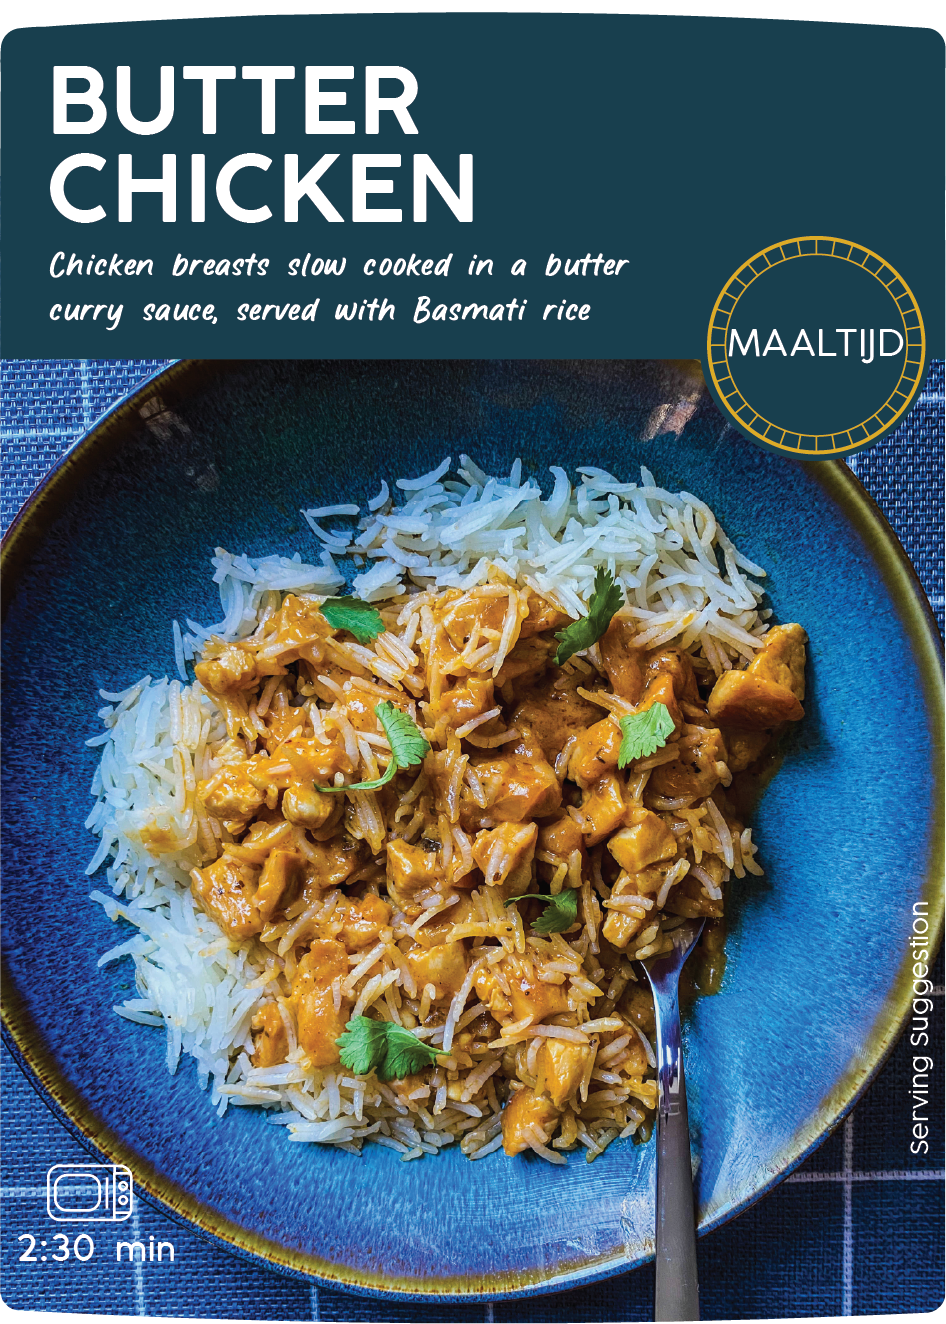 BUTTER
CHICKEN
Chicken breasts slow cooked in a butter
curry sauce, served with Basmati rice
MAALTIJD
Serving Suggestion
2:30 min